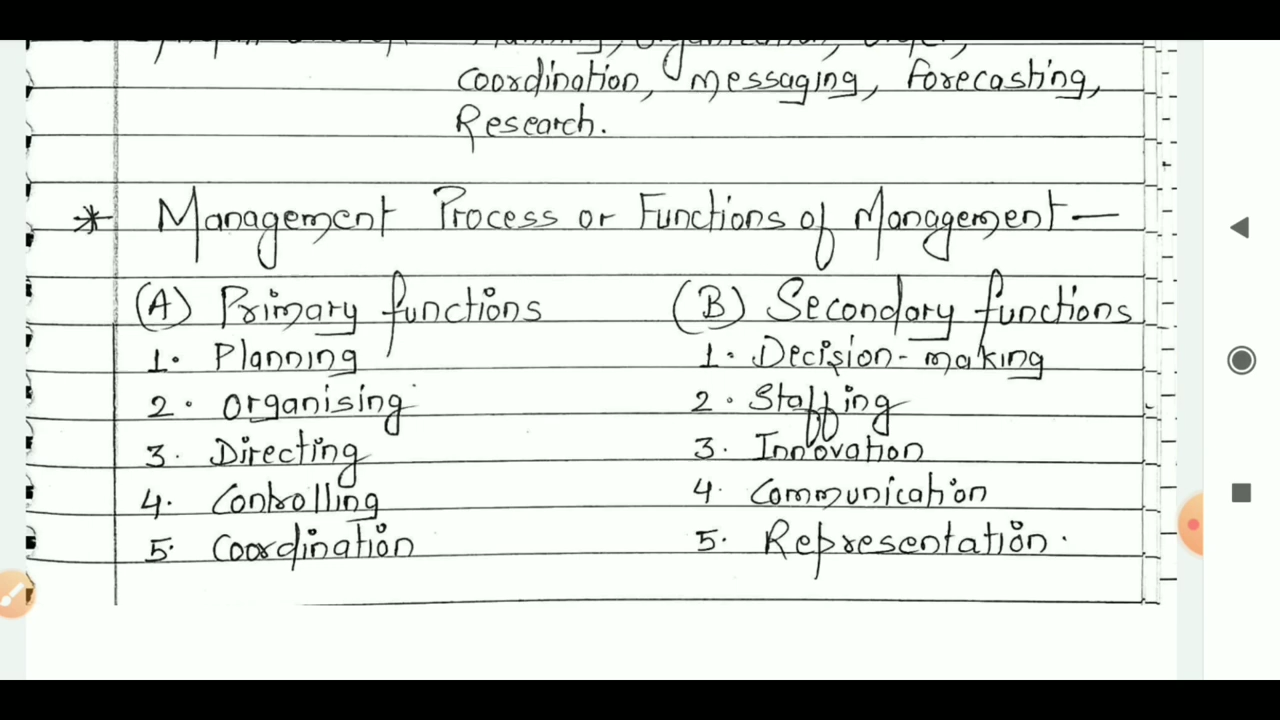 coordination, messaging, Forecasting,
Research.
* Management Process or Functions of Management —
(A) Primary functions (B) Secondary functions
1. Planning 1. Decision-making
2. Organising 2. Staffing
3. Directing 3. Innovation
4. Controlling 4. Communication
5. Coordination 5. Representation.